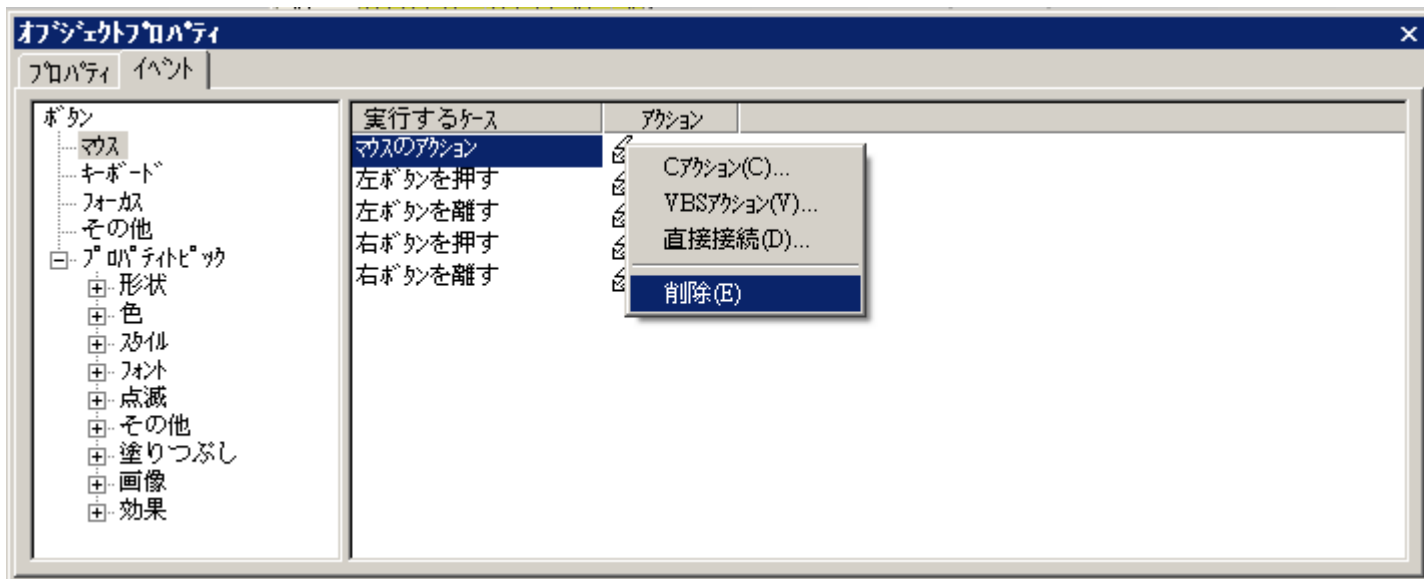 オブジェクトプロパティ
プロパティ イベント
ボタン
マウス
キーボード
フォーカス
その他
プロパティトピック
形状
色
スタイル
フォント
点滅
その他
塗りつぶし
画像
効果
実行するケース アクション
マウスのアクション
左ボタンを押す
左ボタンを離す
右ボタンを押す
右ボタンを離す
Cアクション(C)...
VBSアクション(V)...
直接接続(D)...
削除(E)